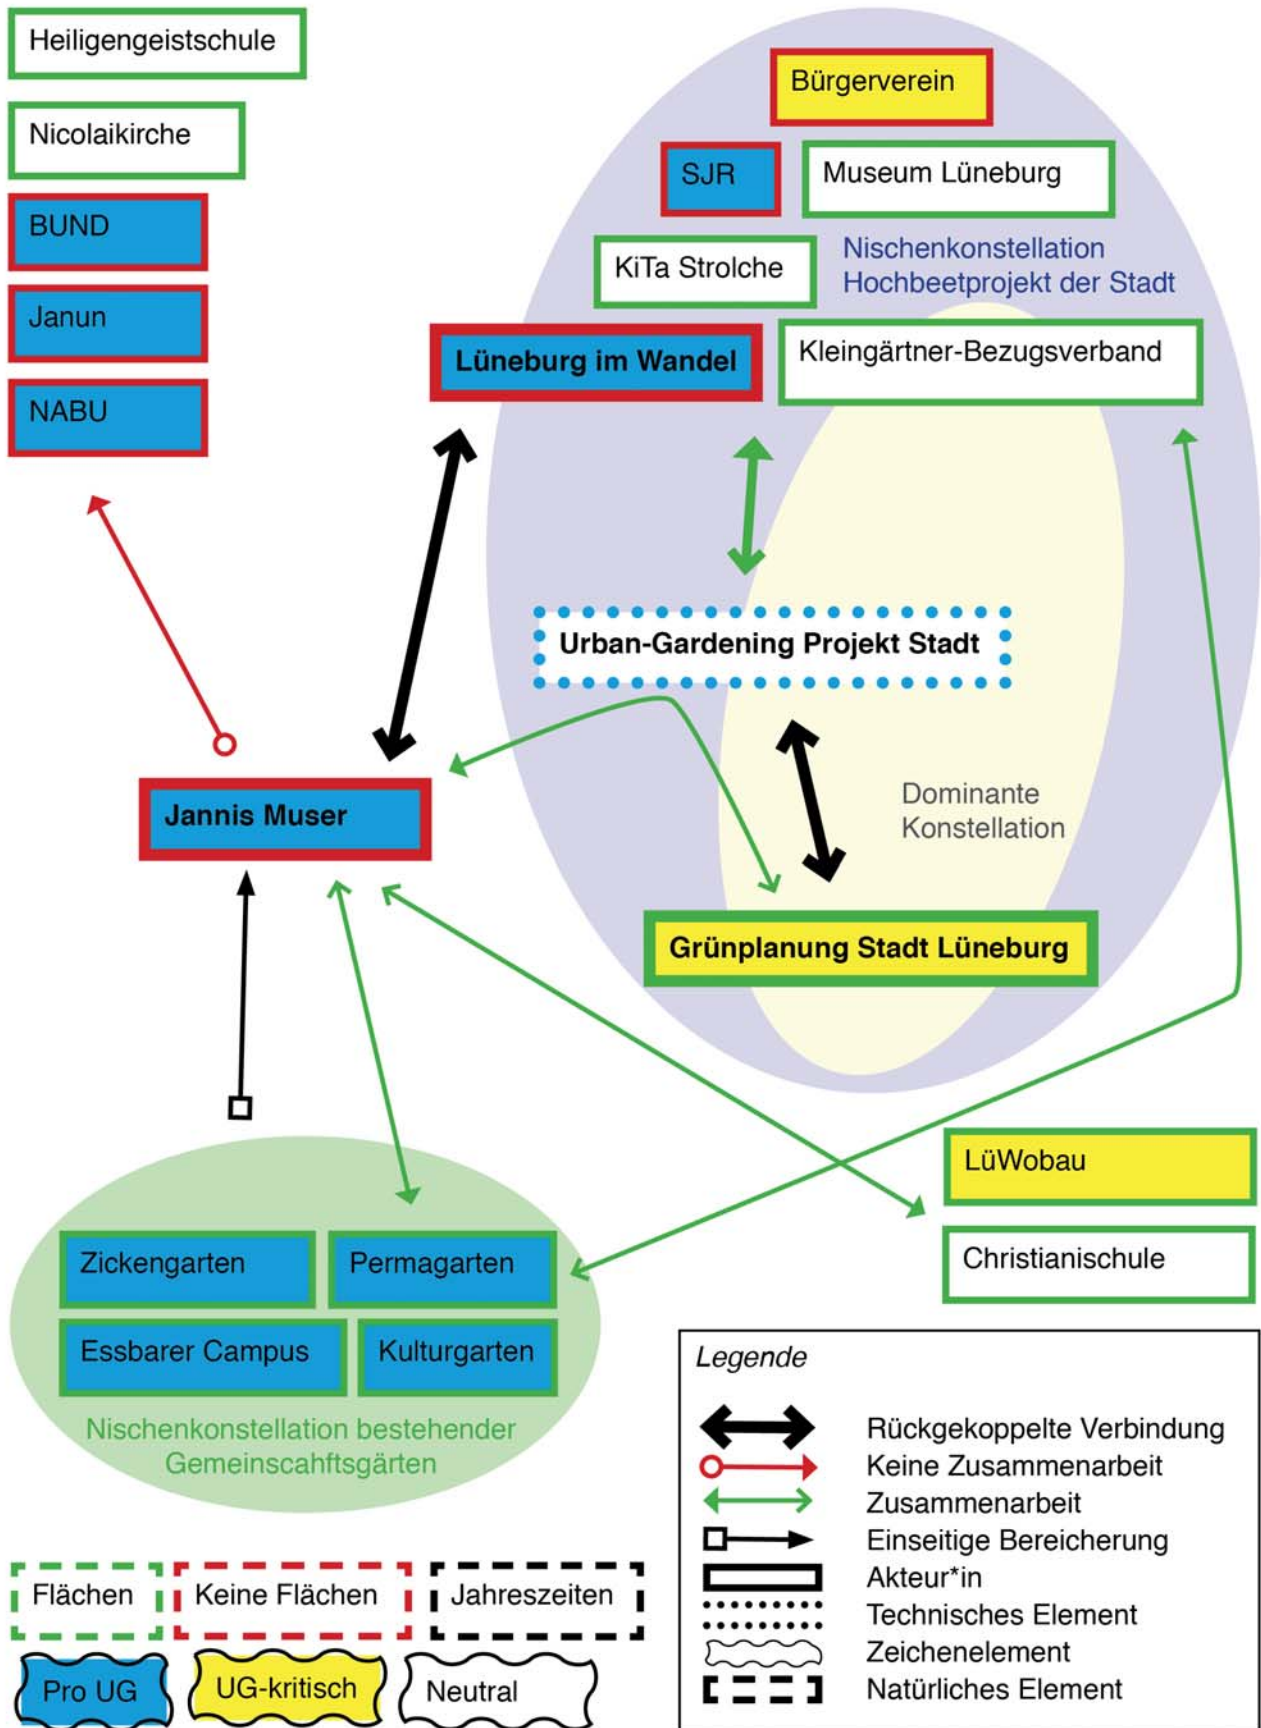 Heiligengeistschule
Nicolaikirche
BUND
Janun
NABU
Bürgerverein
SJR
Museum Lüneburg
KiTa Strolche
Nischenkonstellation
Hochbeetprojekt der Stadt
Lüneburg im Wandel
Kleingärtner-Bezugsverband
Urban-Gardening Projekt Stadt
Jannis Muser
Dominante
Konstellation
Grünplanung Stadt Lüneburg
LüWobau
Christianischule
Zickengarten
Permagarten
Essbarer Campus
Kulturgarten
Nischenkonstellation bestehender
Gemeinscahftsgärten
Legende
Rückgekoppelte Verbindung
Keine Zusammenarbeit
Zusammenarbeit
Einseitige Bereicherung
Akteur*in
Technisches Element
Zeichenelement
Natürliches Element
Flächen
Keine Flächen
Jahreszeiten
Pro UG
UG-kritisch
Neutral